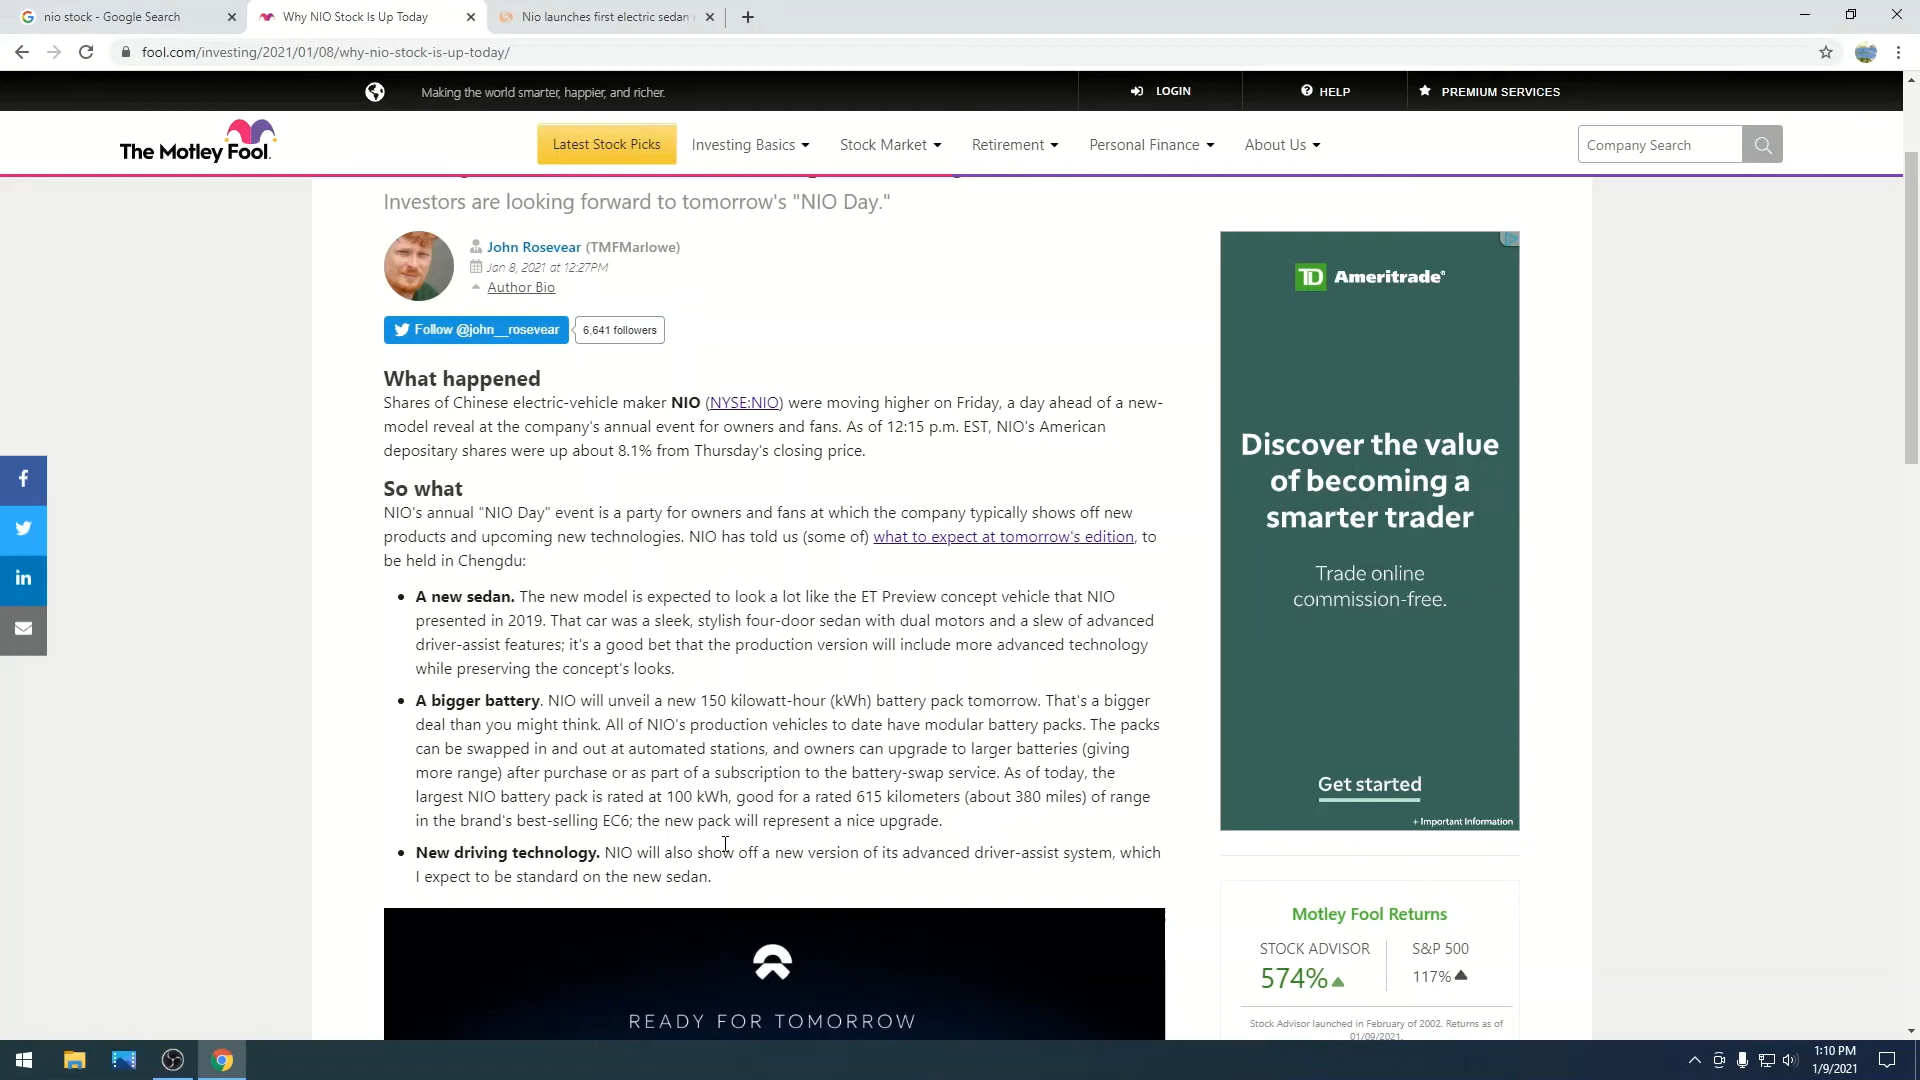 nio stock - Google Search
Why NIO Stock Is Up Today
Nio launches first electric sedan
fool.com/investing/2021/01/08/why-nio-stock-is-up-today/
Making the world smarter, happier, and richer.
LOGIN
HELP
PREMIUM SERVICES
The Motley Fool.
Latest Stock Picks
Investing Basics
Stock Market
Retirement
Personal Finance
About Us
Company Search
Investors are looking forward to tomorrow's "NIO Day."
John Rosevear (TMFMarlowe)
Jan 8, 2021 at 12:27PM
Author Bio
Follow @john__rosevear
6,641 followers
What happened
Shares of Chinese electric-vehicle maker NIO (NYSE:NIO) were moving higher on Friday, a day ahead of a new-
model reveal at the company's annual event for owners and fans. As of 12:15 p.m. EST, NIO's American
depositary shares were up about 8.1% from Thursday's closing price.
So what
NIO's annual "NIO Day" event is a party for owners and fans at which the company typically shows off new
products and upcoming new technologies. NIO has told us (some of) what to expect at tomorrow's edition, to
be held in Chengdu:
• A new sedan. The new model is expected to look a lot like the ET Preview concept vehicle that NIO
presented in 2019. That car was a sleek, stylish four-door sedan with dual motors and a slew of advanced
driver-assist features; it's a good bet that the production version will include more advanced technology
while preserving the concept's looks.
• A bigger battery. NIO will unveil a new 150 kilowatt-hour (kWh) battery pack tomorrow. That's a bigger
deal than you might think. All of NIO's production vehicles to date have modular battery packs. The packs
can be swapped in and out at automated stations, and owners can upgrade to larger batteries (giving
more range) after purchase or as part of a subscription to the battery-swap service. As of today, the
largest NIO battery pack is rated at 100 kWh, good for a rated 615 kilometers (about 380 miles) of range
in the brand's best-selling EC6; the new pack will represent a nice upgrade.
• New driving technology. NIO will also show off a new version of its advanced driver-assist system, which
I expect to be standard on the new sedan.
READY FOR TOMORROW
TD Ameritrade®
Discover the value
of becoming a
smarter trader
Trade online
commission-free.
Get started
+ Important Information
Motley Fool Returns
STOCK ADVISOR
S&P 500
574%
117%
Stock Advisor launched in February of 2002. Returns as of
01/09/2021.
1:10 PM
1/9/2021